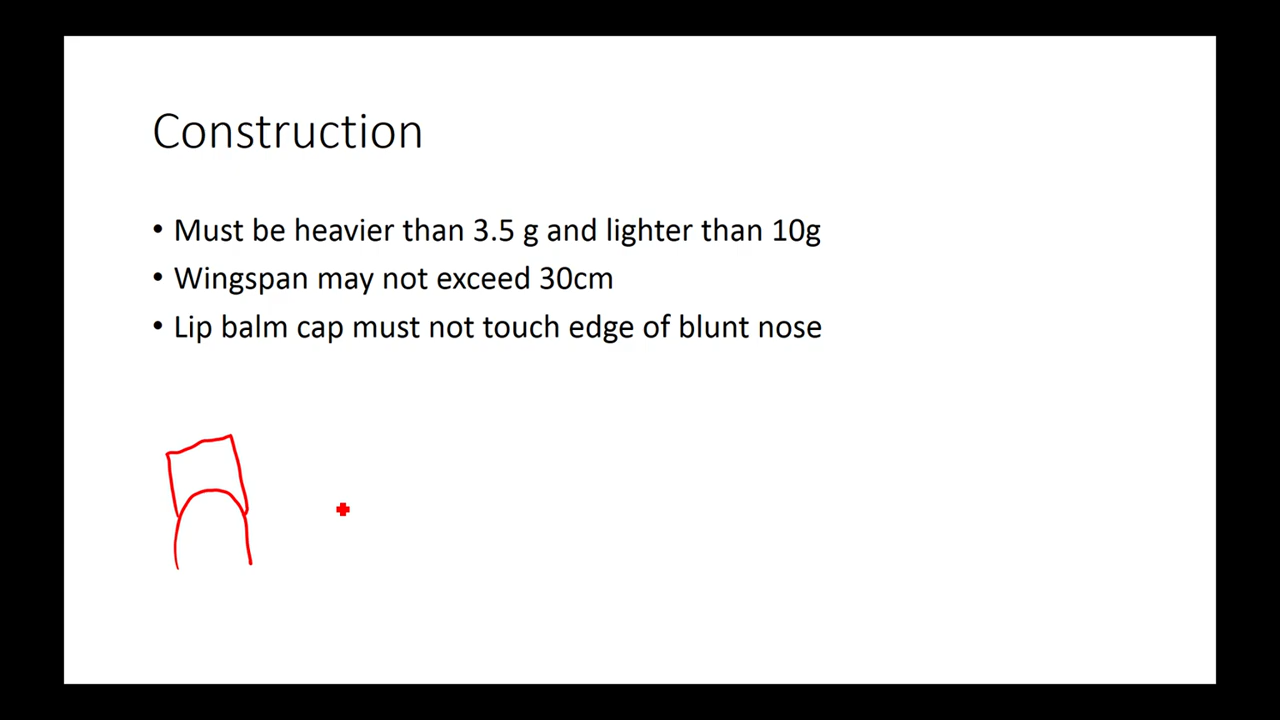 Construction
• Must be heavier than 3.5 g and lighter than 10g
• Wingspan may not exceed 30cm
• Lip balm cap must not touch edge of blunt nose